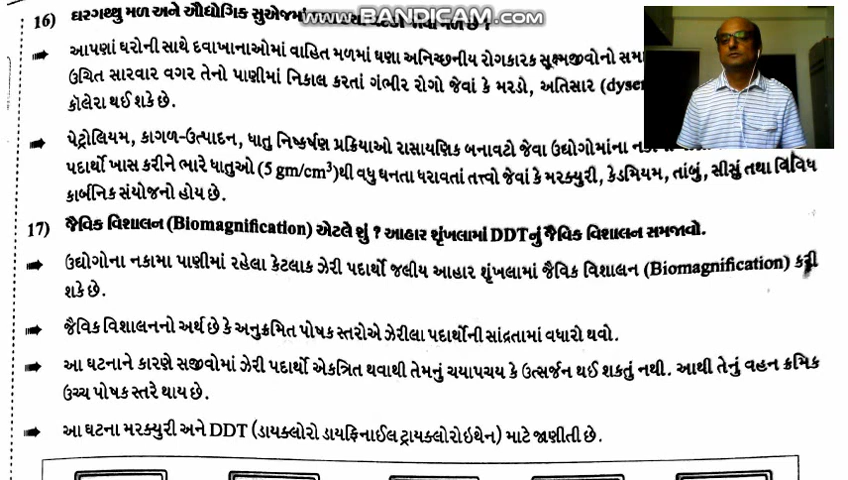 www.BANDICAM.com
16) ઘરગથ્થુ મળ અને ઔદ્યોગિક સુએજમાં
આપણાં ઘરોની સાથે દવાખાનાઓમાં વાહિત મળમાં ઘણા અનિચ્છનીય રોગકારક સૂક્ષ્મજીવોનો
ઉચિત સારવાર વગર તેનો પાણીમાં નિકાલ કરતાં ગંભીર રોગો જેવાં કે મરડો, અતિસાર
કૉલેરા થઈ શકે છે.
પેટ્રોલિયમ, કાગળ-ઉત્પાદન, ધાતુ નિષ્કર્ષણ પ્રક્રિયાઓ રાસાયણિક બનાવટો જેવા ઉદ્યોગોમાંના
પદાર્થો ખાસ કરીને ભારે ધાતુઓ (5 gm/cm³)થી વધુ ઘનતા ધરાવતાં તત્ત્વો જેવાં કે મરક્યુરી, કેડમિયમ, તાંબું, સીસું તથા વિવિધ
કાર્બનિક સંયોજનો હોય છે.
17) જૈવિક વિશાલન (Biomagnification) એટલે શું ? આહાર શૃંખલામાં DDTનું જૈવિક વિશાલન સમજાવો.
ઉદ્યોગોના નકામા પાણીમાં રહેલા કેટલાક ઝેરી પદાર્થો જલીય આહાર શૃંખલામાં જૈવિક વિશાલન (Biomagnification) કરી
શકે છે.
જૈવિક વિશાલનનો અર્થ છે કે અનુક્રમિત પોષક સ્તરોએ ઝેરીલા પદાર્થોની સાંદ્રતામાં વધારો થવો.
આ ઘટનાને કારણે સજીવોમાં ઝેરી પદાર્થો એકત્રિત થવાથી તેમનું ચયાપચય કે ઉત્સર્જન થઈ શકતું નથી. આથી તેનું વહન ક્રમિક
ઉચ્ચ પોષક સ્તરે થાય છે.
આ ઘટના મરક્યુરી અને DDT (ડાયક્લોરો ડાયફિનાઈલ ટ્રાયક્લોરોઇથેન) માટે જાણીતી છે.